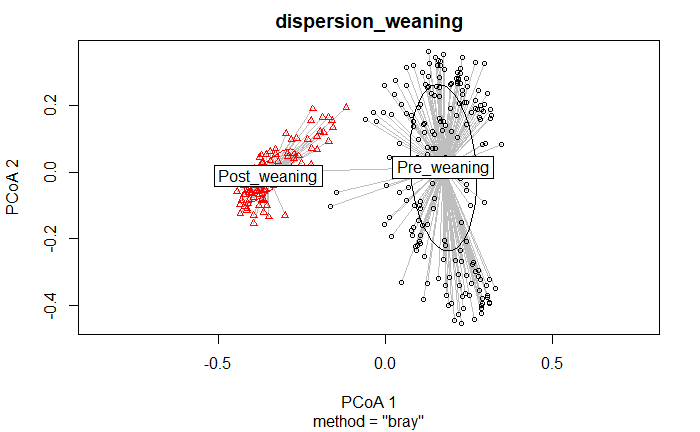 dispersion_weaning
PCoA 2
0.2
0.0
-0.2
-0.4
Post_weaning
Pre_weaning
-0.5 0.0 0.5
PCoA 1
method = "bray"